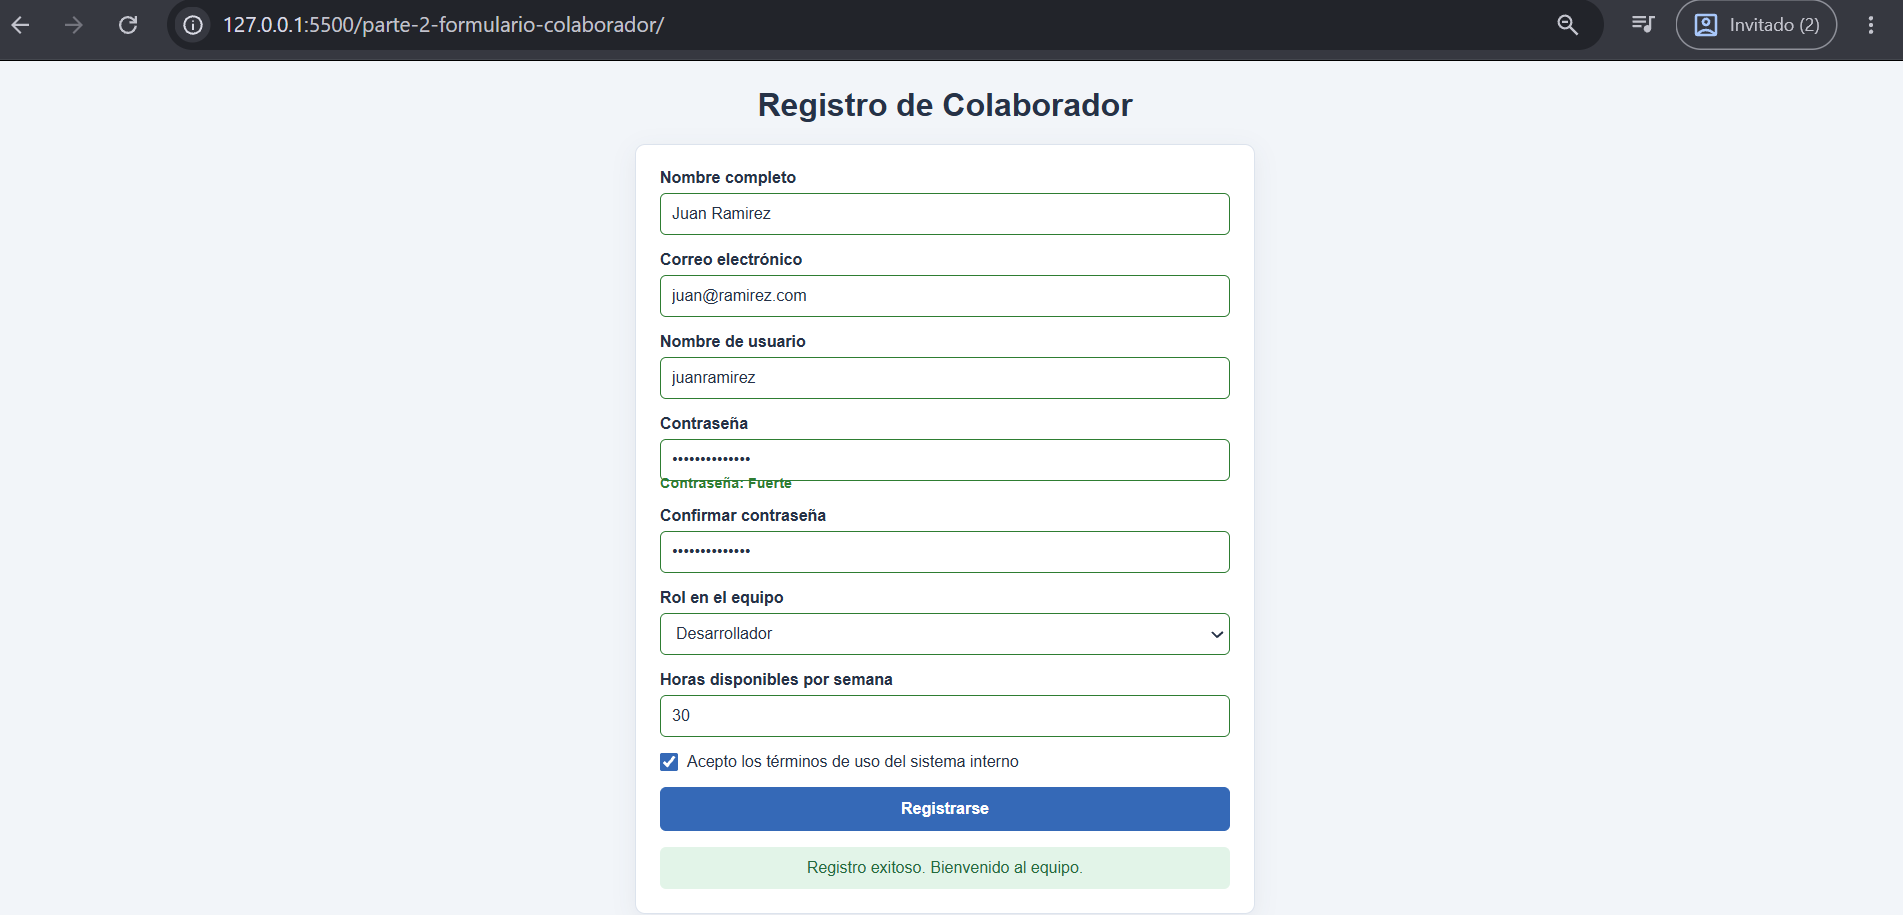 127.0.0.1:5500/parte-2-formulario-colaborador/
Invitado (2)
Registro de Colaborador
Nombre completo
Juan Ramirez
Correo electrónico
juan@ramirez.com
Nombre de usuario
juanramirez
Contraseña
••••••••••••••
Contraseña: Fuerte
Confirmar contraseña
••••••••••••••
Rol en el equipo
Desarrollador
Horas disponibles por semana
30
Acepto los términos de uso del sistema interno
Registrarse
Registro exitoso. Bienvenido al equipo.